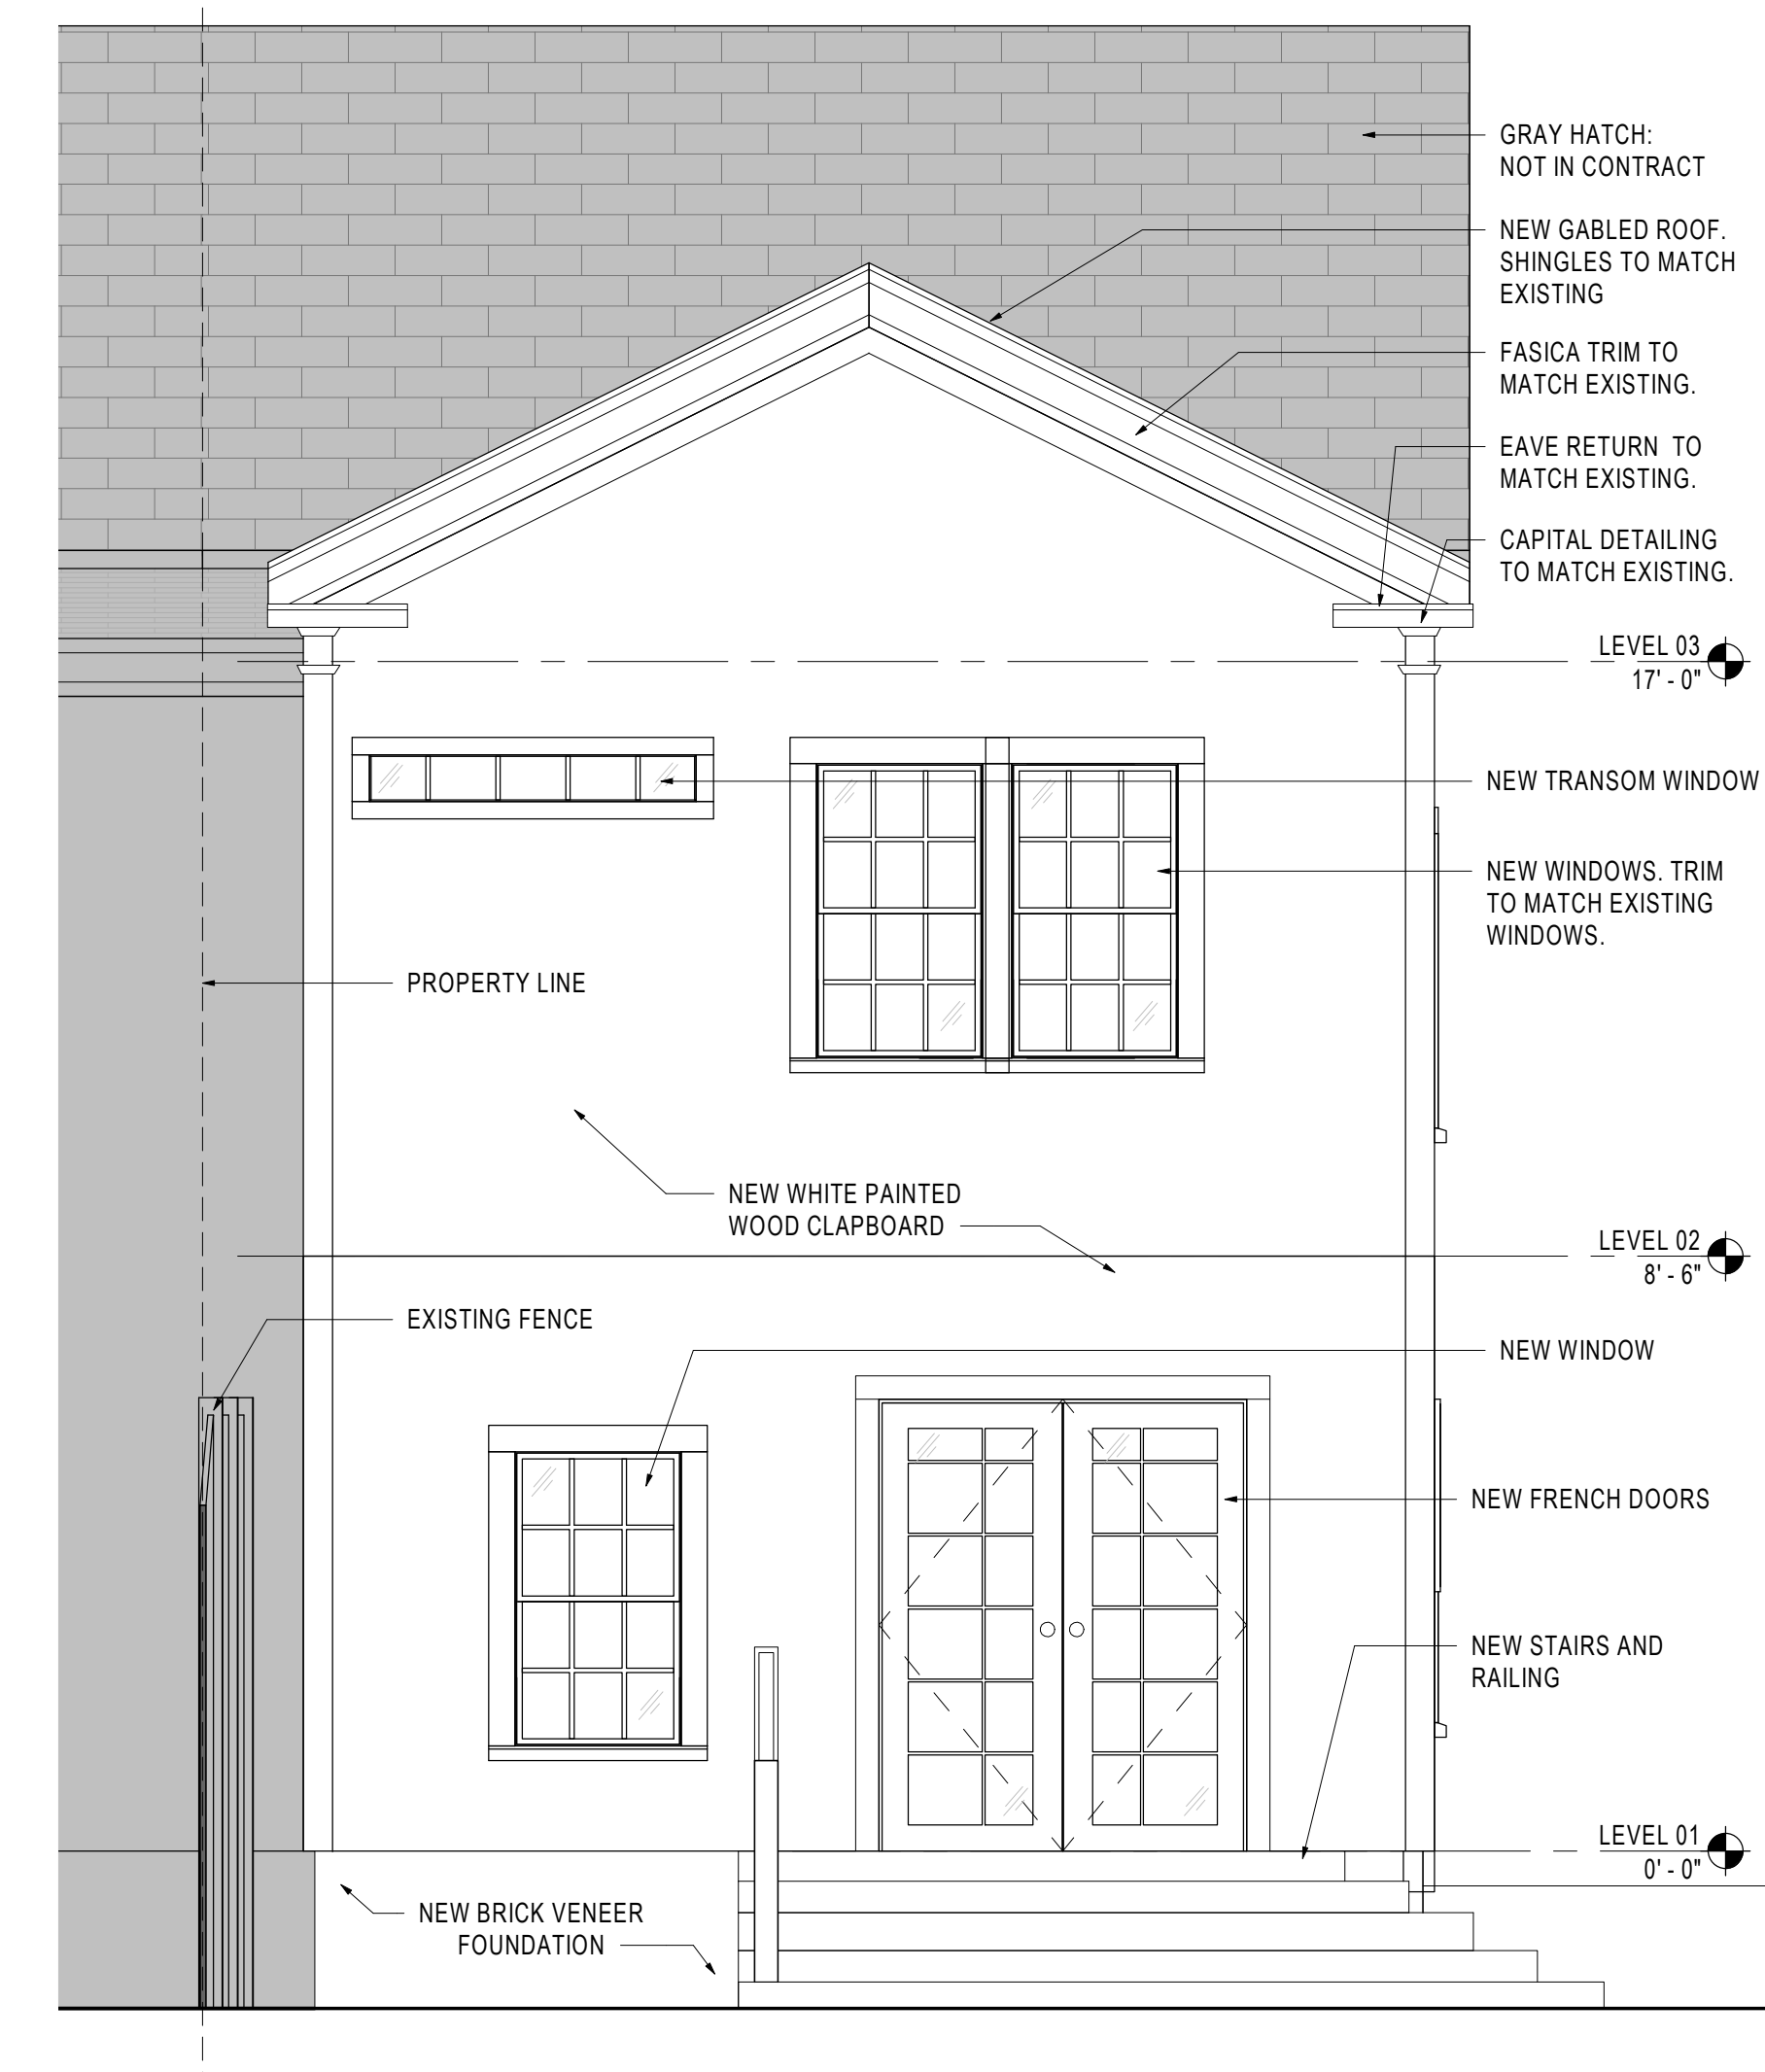 GRAY HATCH:
NOT IN CONTRACT
NEW GABLED ROOF.
SHINGLES TO MATCH
EXISTING
FASICA TRIM TO
MATCH EXISTING.
EAVE RETURN TO
MATCH EXISTING.
CAPITAL DETAILING
TO MATCH EXISTING.
LEVEL 03
17' - 0"
NEW TRANSOM WINDOW
NEW WINDOWS. TRIM
TO MATCH EXISTING
WINDOWS.
PROPERTY LINE
NEW WHITE PAINTED
WOOD CLAPBOARD
LEVEL 02
8' - 6"
EXISTING FENCE
NEW WINDOW
NEW FRENCH DOORS
NEW STAIRS AND
RAILING
LEVEL 01
0' - 0"
NEW BRICK VENEER
FOUNDATION